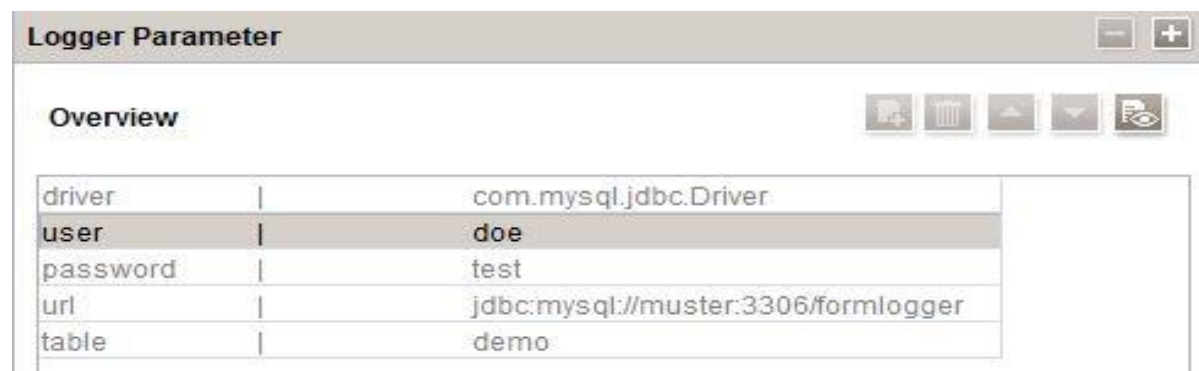 Logger Parameter
Overview
driver | com.mysql.jdbc.Driver
user | doe
password | test
url | jdbc:mysql://muster:3306/formlogger
table | demo